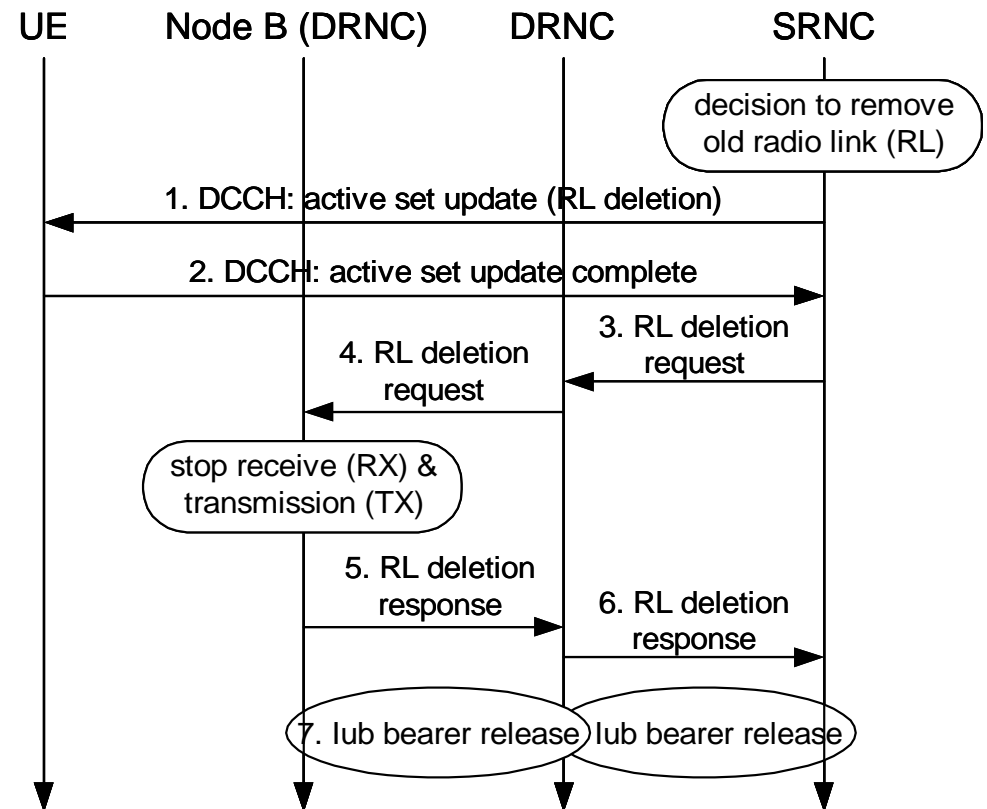 UE
Node B (DRNC)
DRNC
SRNC
decision to remove
old radio link (RL)
1. DCCH: active set update (RL deletion)
2. DCCH: active set update complete
3. RL deletion
request
4. RL deletion
request
stop receive (RX) &
transmission (TX)
5. RL deletion
response
6. RL deletion
response
7. Iub bearer release
Iub bearer release